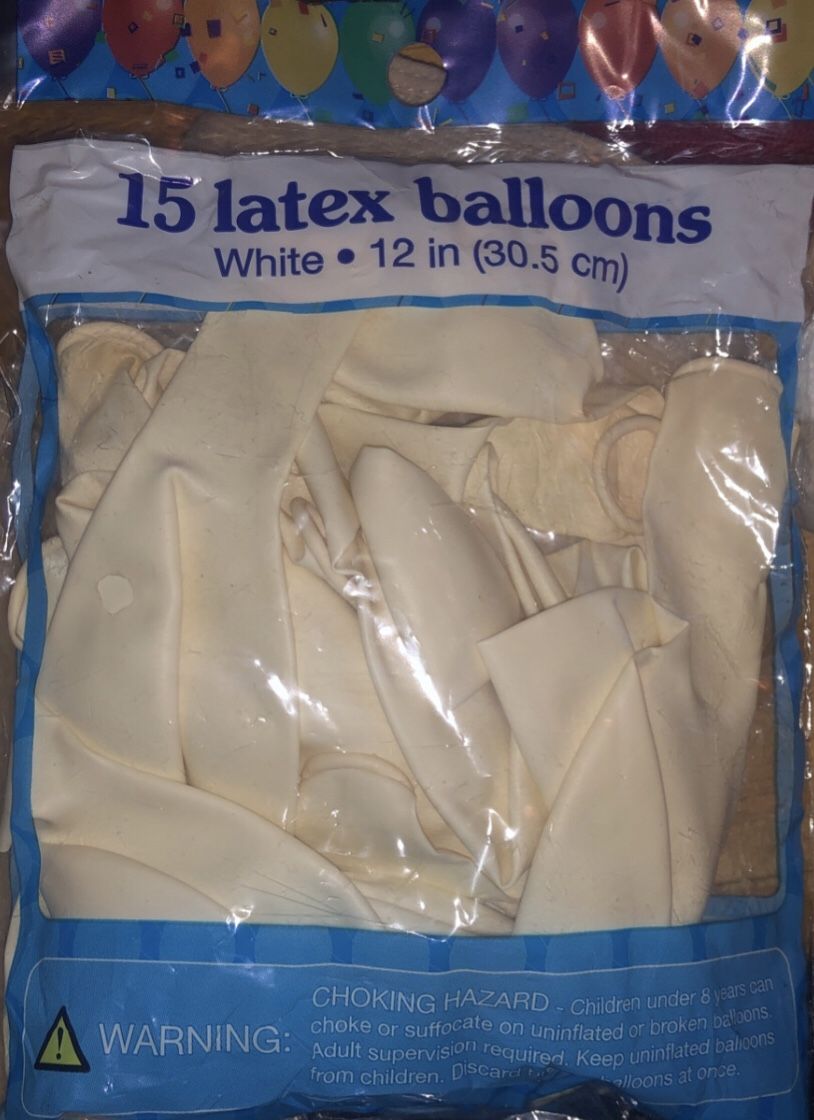 15 latex balloons
White • 12 in (30.5 cm)
WARNING:
CHOKING HAZARD - Children under 8 years can
choke or suffocate on uninflated or broken balloons.
Adult supervision required. Keep uninflated balloons
from children. Discard balloons at once.